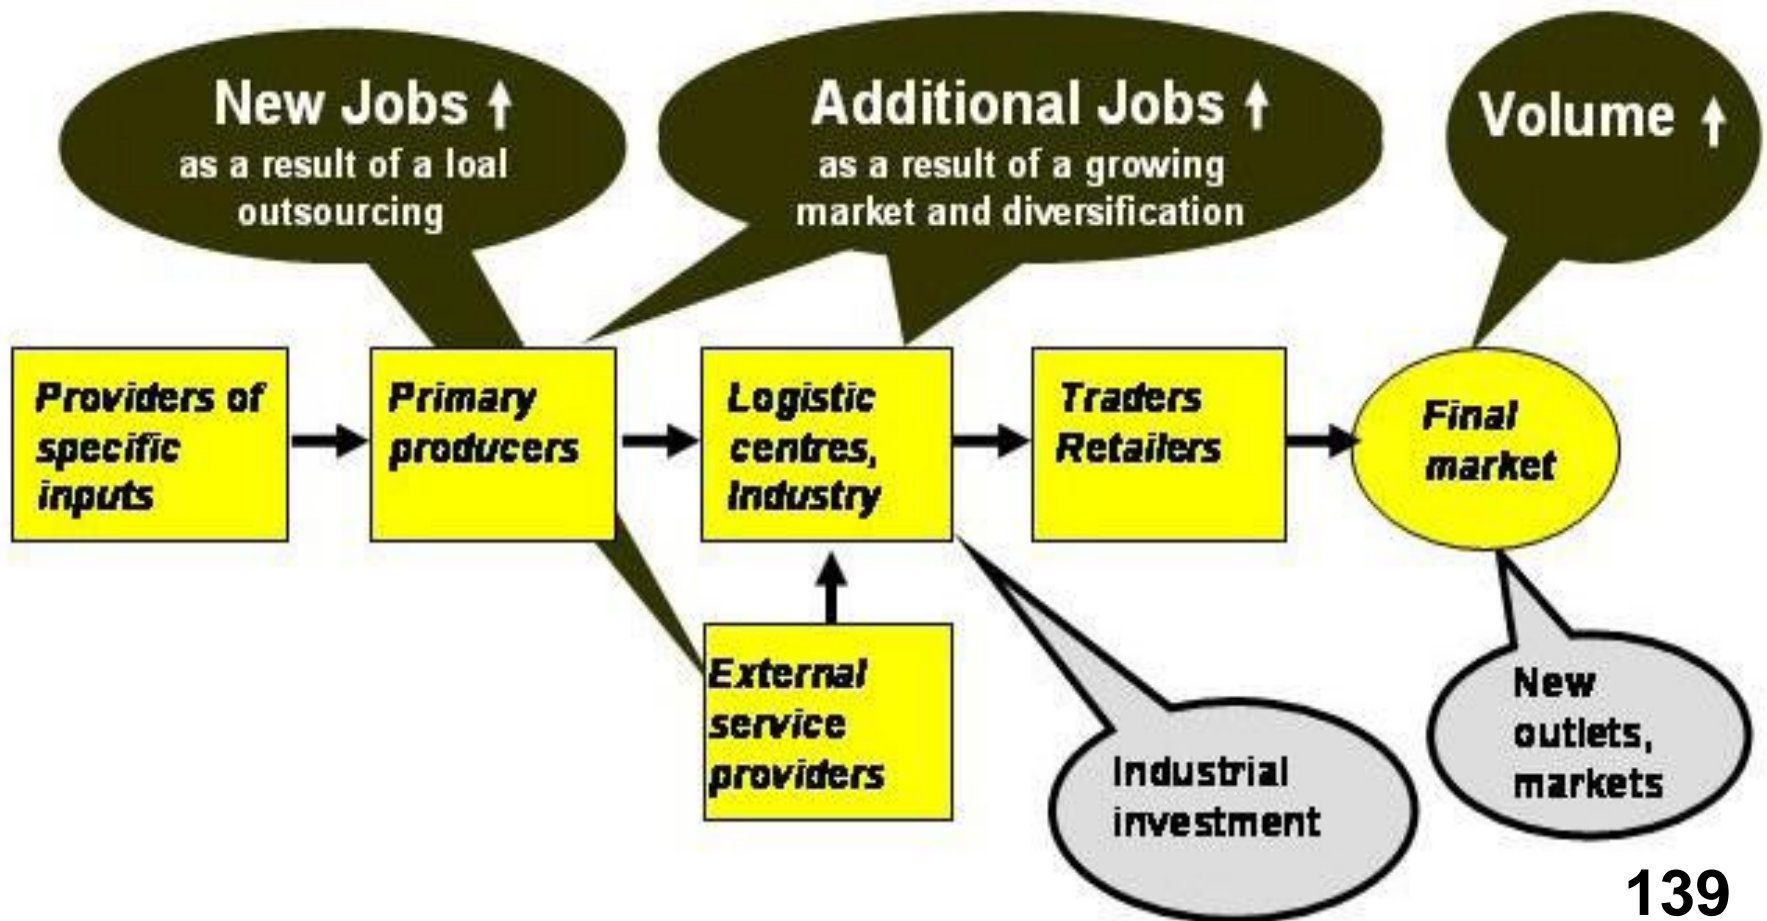 New Jobs ↑
as a result of a loal
outsourcing
Additional Jobs ↑
as a result of a growing
market and diversification
Volume ↑
Providers of
specific
inputs
Primary
producers
Logistic
centres,
Industry
Traders
Retailers
Final
market
External
service
providers
Industrial
investment
New
outlets,
markets
139